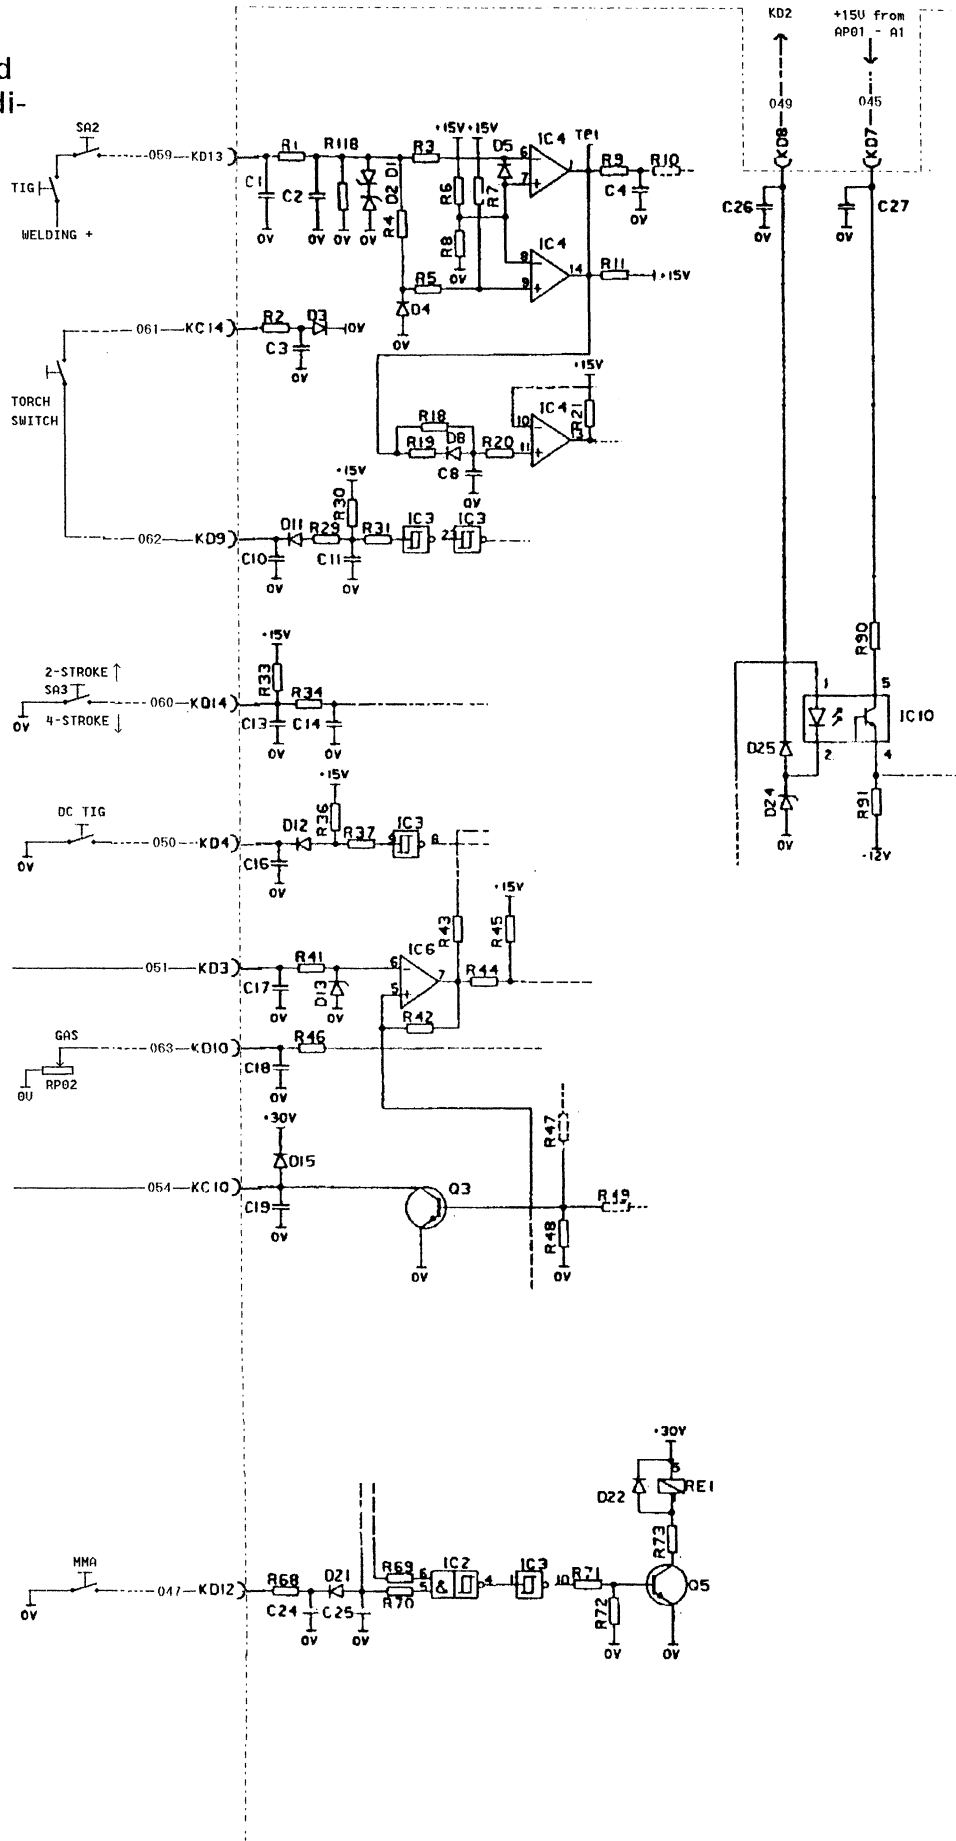 d
di-
KD2
+15V from
AP01 - A1
049
045
KD8
KD7
C26
0V
C27
0V
SA2
059
KD13
TIG
WELDING +
C1
0V
R1
C2
0V
R118
0V
D1
D2
0V
R4
R3
+15V
+15V
R6
R7
R8
0V
D5
IC4
6
7
1
-
+
TP1
R9
C4
0V
R10
IC4
8
9
14
-
+
R11
+15V
R5
D4
0V
061
KC14
R2
D3
0V
C3
0V
TORCH
SWITCH
+15V
R21
IC4
10
11
13
-
+
R18
R19
D8
R20
C8
0V
062
KD9
C10
0V
D11
R29
+15V
R30
C11
0V
R31
IC3
1
2
IC3
3
2-STROKE ↑
SA3
4-STROKE ↓
0V
060
KD14
+15V
R33
C13
0V
R34
C14
0V
R90
1
5
2
4
IC10
D25
D24
0V
R91
-12V
DC TIG
0V
050
KD4
C16
0V
D12
+15V
R36
R37
IC3
9
8
051
KD3
C17
0V
R41
D13
0V
IC6
6
5
7
-
+
R42
R43
R44
+15V
R45
GAS
RP02
0V
063
KD10
C18
0V
R46
+30V
D15
054
KC10
C19
0V
Q3
0V
R47
R48
0V
R49
MMA
0V
047
KD12
R68
C24
0V
D21
C25
0V
R69
R70
6
5
IC2
&
4
IC3
11
10
R71
R72
0V
+30V
D22
RE1
R73
Q5
0V